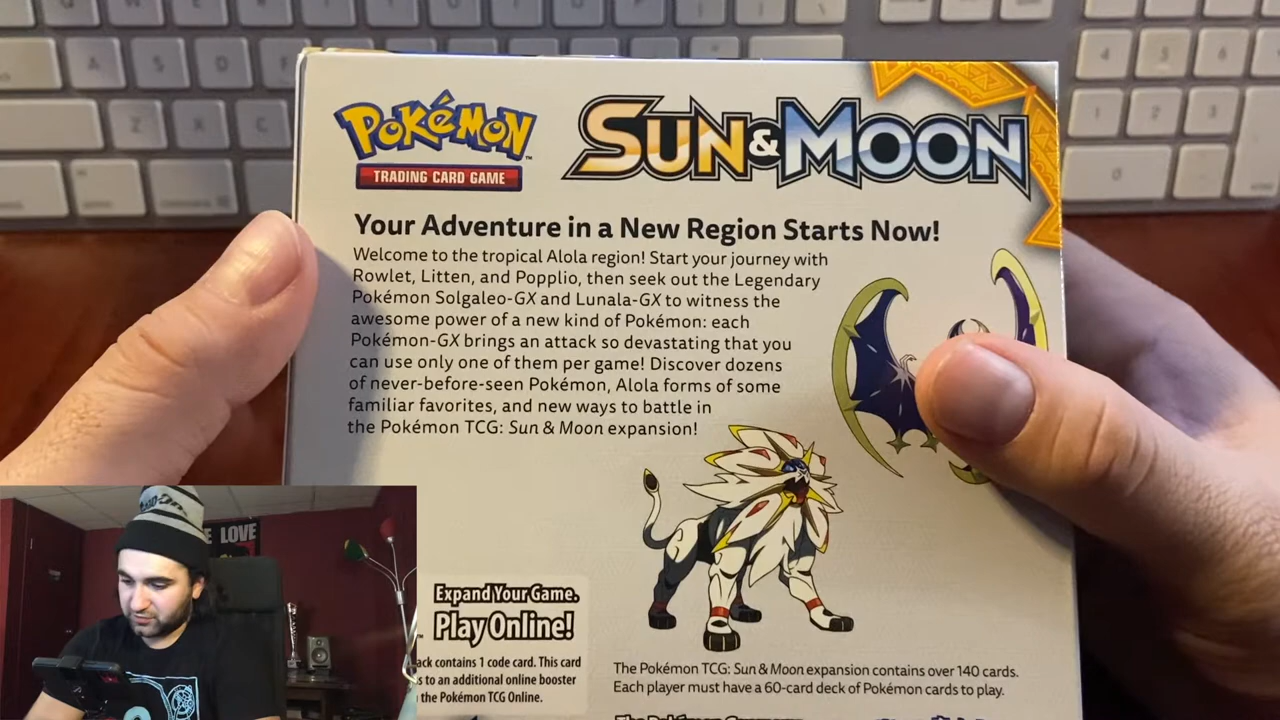 POKéMON
TRADING CARD GAME
SUN & MOON
Your Adventure in a New Region Starts Now!
Welcome to the tropical Alola region! Start your journey with
Rowlet, Litten, and Popplio, then seek out the Legendary
Pokémon Solgaleo-GX and Lunala-GX to witness the
awesome power of a new kind of Pokémon: each
Pokémon-GX brings an attack so devastating that you
can use only one of them per game! Discover dozens
of never-before-seen Pokémon, Alola forms of some
familiar favorites, and new ways to battle in
the Pokémon TCG: Sun & Moon expansion!
LOVE
Expand Your Game.
Play Online!
contains 1 code card. This card
to an additional online booster
the Pokémon TCG Online.
The Pokémon TCG: Sun & Moon expansion contains over 140 cards.
Each player must have a 60-card deck of Pokémon cards to play.
A
S
D
Z
X
C
4
5
6
1
2
3
0